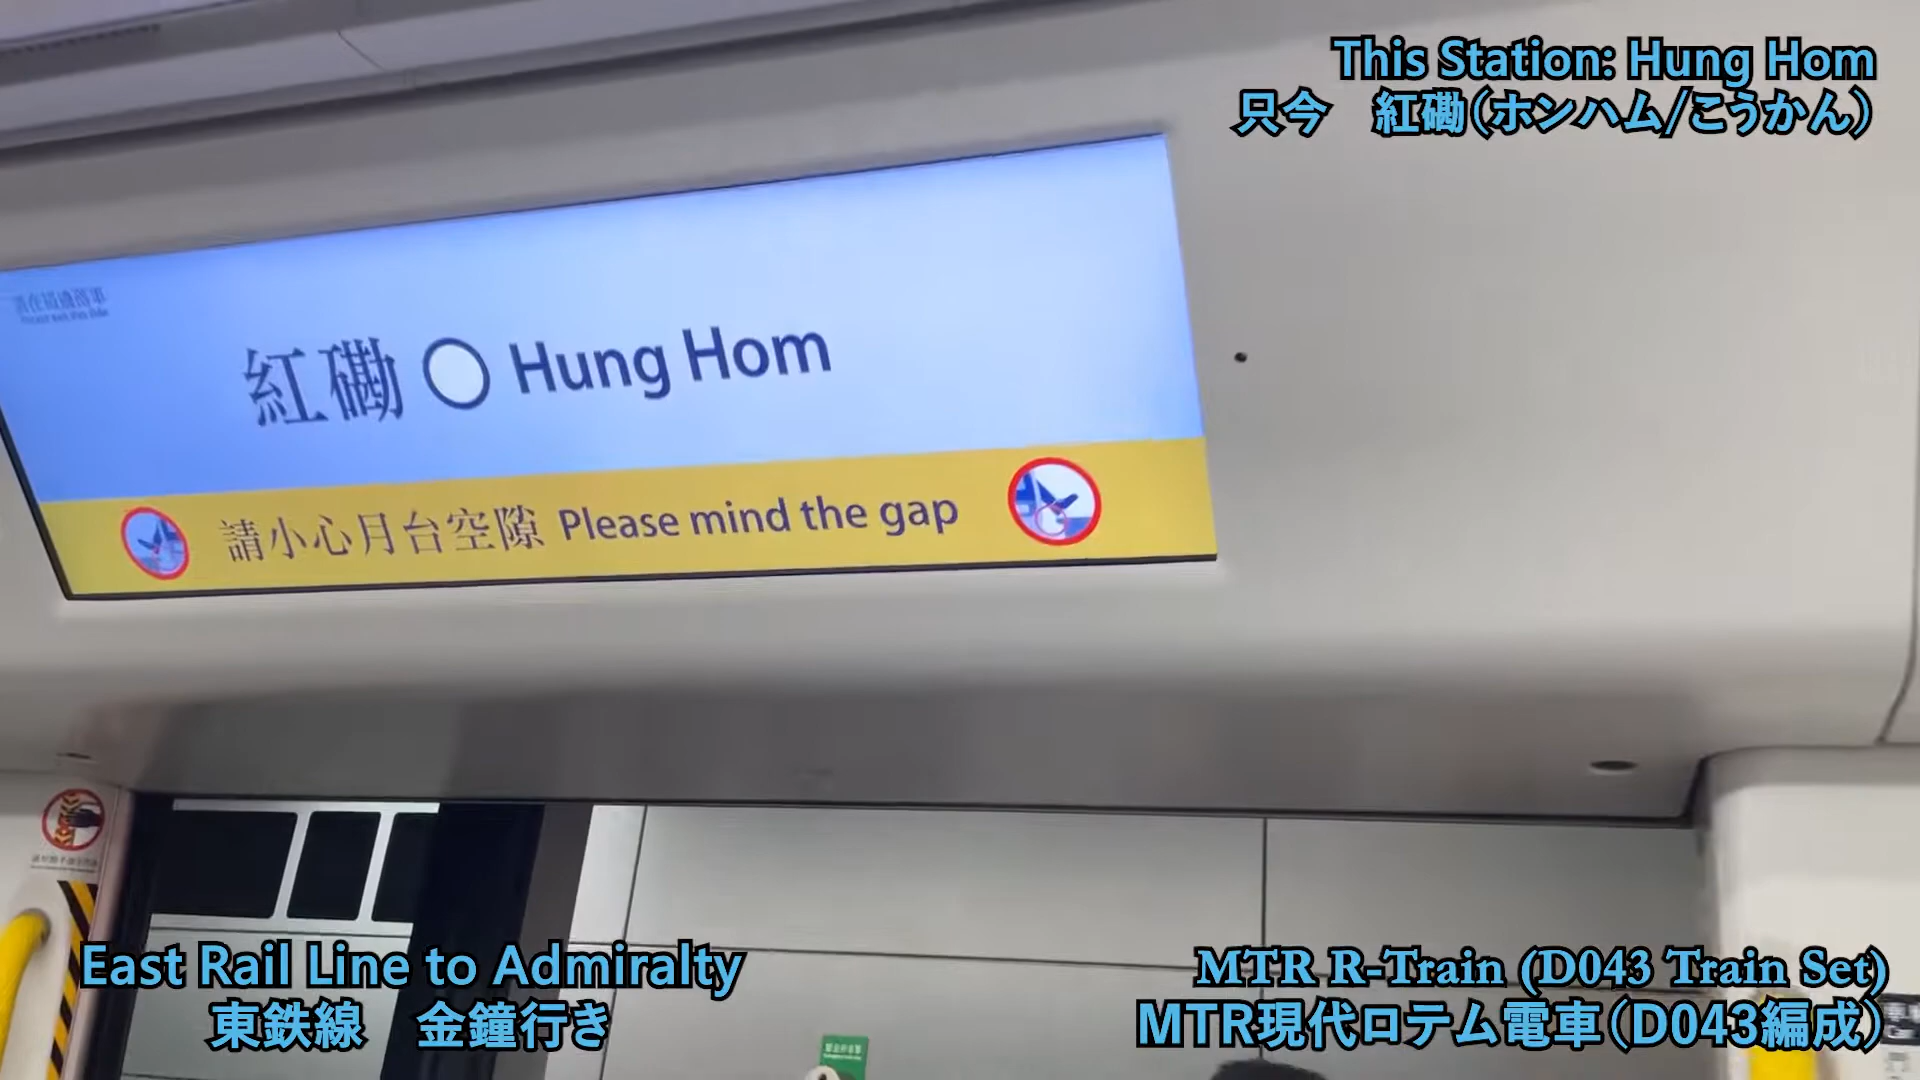 This Station: Hung Hom
只今　紅磡（ホンハム/こうかん）
紅磡 Hung Hom
請小心月台空隙 Please mind the gap
East Rail Line to Admiralty
東鉄線　金鐘行き
MTR R-Train (D043 Train Set)
MTR現代ロテム電車（D043編成）